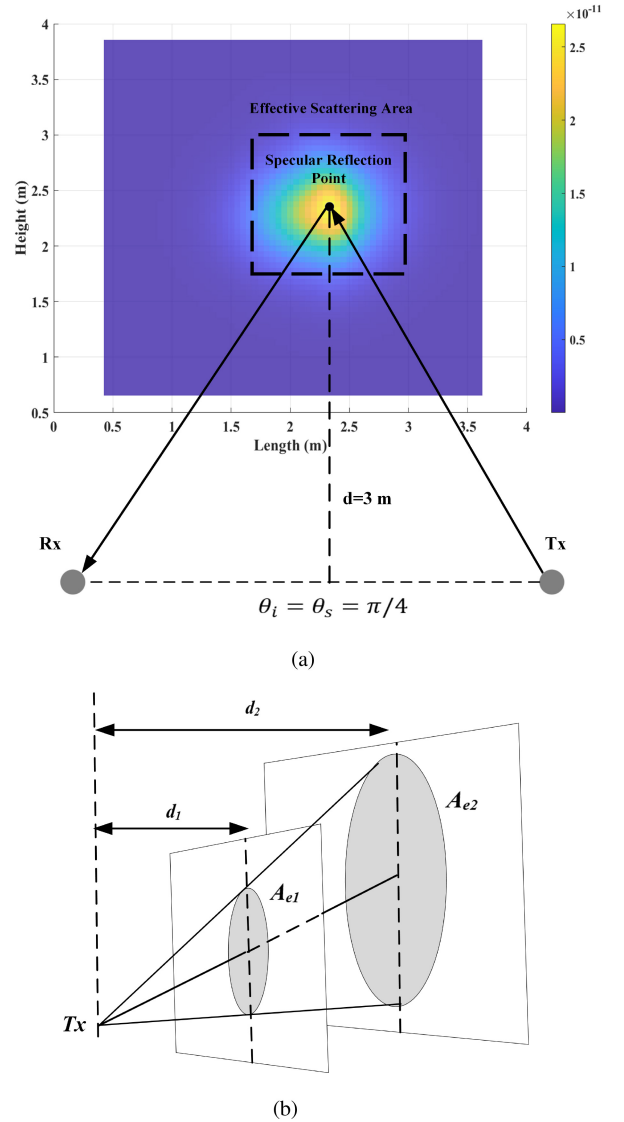 ×10⁻¹¹
4
3.5
3
2.5
2
1.5
1
0.5
Height (m)
Effective Scattering Area
Specular Reflection
Point
2.5
2
1.5
1
0.5
0 0.5 1 1.5 2 2.5 3 3.5 4
Length (m)
d=3 m
Rx
Tx
θᵢ = θₛ = π/4
(a)
d₂
d₁
Aₑ₂
Aₑ₁
Tx
(b)